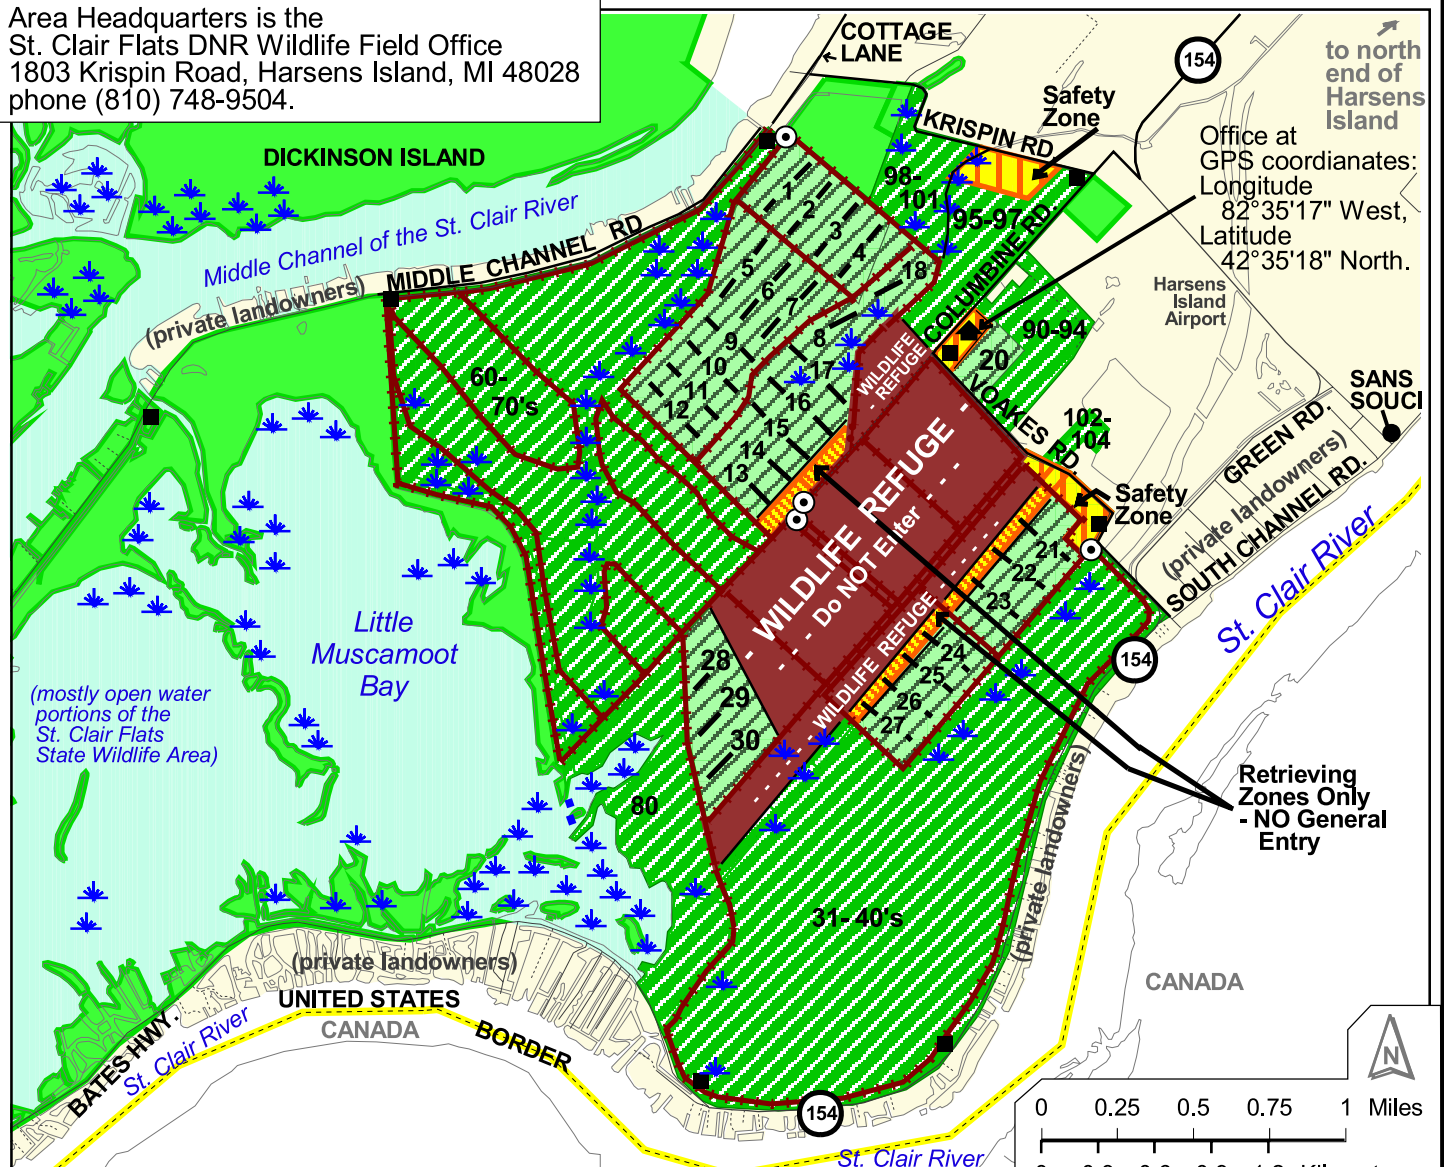 Area Headquarters is the
St. Clair Flats DNR Wildlife Field Office
1803 Krispin Road, Harsens Island, MI 48028
phone (810) 748-9504.
COTTAGE
LANE
154
to north
end of
Harsens
Island
Safety
Zone
KRISPIN RD
Office at
GPS coordianates:
Longitude
82°35'17" West,
Latitude
42°35'18" North.
DICKINSON ISLAND
Middle Channel of the St. Clair River
MIDDLE CHANNEL RD
(private landowners)
98-
101
95-97
COLUMBINE RD.
Harsens
Island
Airport
1
2
3
4
5
6
7
8
18
9
10
11
12
17
16
15
14
13
WILDLIFE
REFUGE
90-94
20
VOAKES RD.
102-
104
SANS
SOUCI
GREEN RD.
(private landowners)
SOUTH CHANNEL RD.
60-
70's
WILDLIFE REFUGE
- Do NOT Enter - -
Safety
Zone
21
22
23
24
25
26
27
WILDLIFE REFUGE
St. Clair River
154
Little
Muscamoot
Bay
(mostly open water
portions of the
St. Clair Flats
State Wildlife Area)
28
29
30
80
Retrieving
Zones Only
- NO General
Entry
31- 40's
(private landowners)
(private landowners)
UNITED STATES
CANADA
BORDER
CANADA
BATES HWY.
St. Clair River
154
St. Clair River
N
0 0.25 0.5 0.75 1 Miles